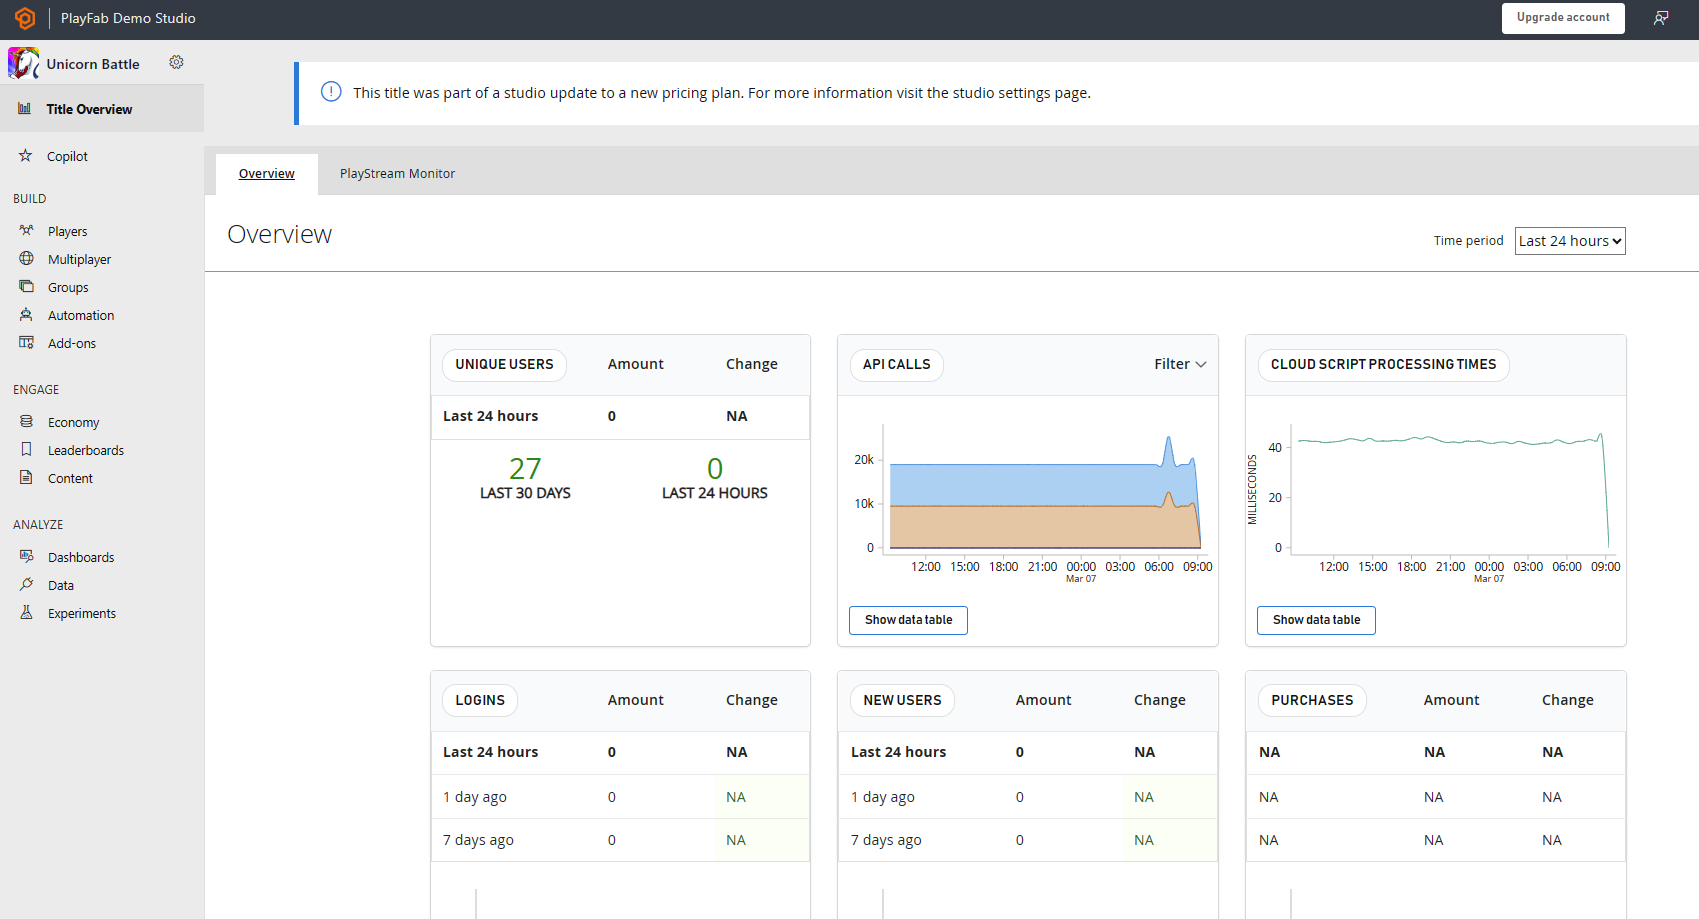 PlayFab Demo Studio
Upgrade account
Unicorn Battle
Title Overview
Copilot
BUILD
Players
Multiplayer
Groups
Automation
Add-ons
ENGAGE
Economy
Leaderboards
Content
ANALYZE
Dashboards
Data
Experiments
This title was part of a studio update to a new pricing plan. For more information visit the studio settings page.
Overview PlayStream Monitor
Overview
Time period Last 24 hours
UNIQUE USERS Amount Change
Last 24 hours 0 NA
27 0
LAST 30 DAYS LAST 24 HOURS
API CALLS Filter
20k
10k
0
12:00 15:00 18:00 21:00 00:00 03:00 06:00 09:00
Mar 07
Show data table
CLOUD SCRIPT PROCESSING TIMES
MILLISECONDS
40
20
0
12:00 15:00 18:00 21:00 00:00 03:00 06:00 09:00
Mar 07
Show data table
LOGINS Amount Change
Last 24 hours 0 NA
1 day ago 0 NA
7 days ago 0 NA
NEW USERS Amount Change
Last 24 hours 0 NA
1 day ago 0 NA
7 days ago 0 NA
PURCHASES Amount Change
NA NA NA
NA NA NA
NA NA NA